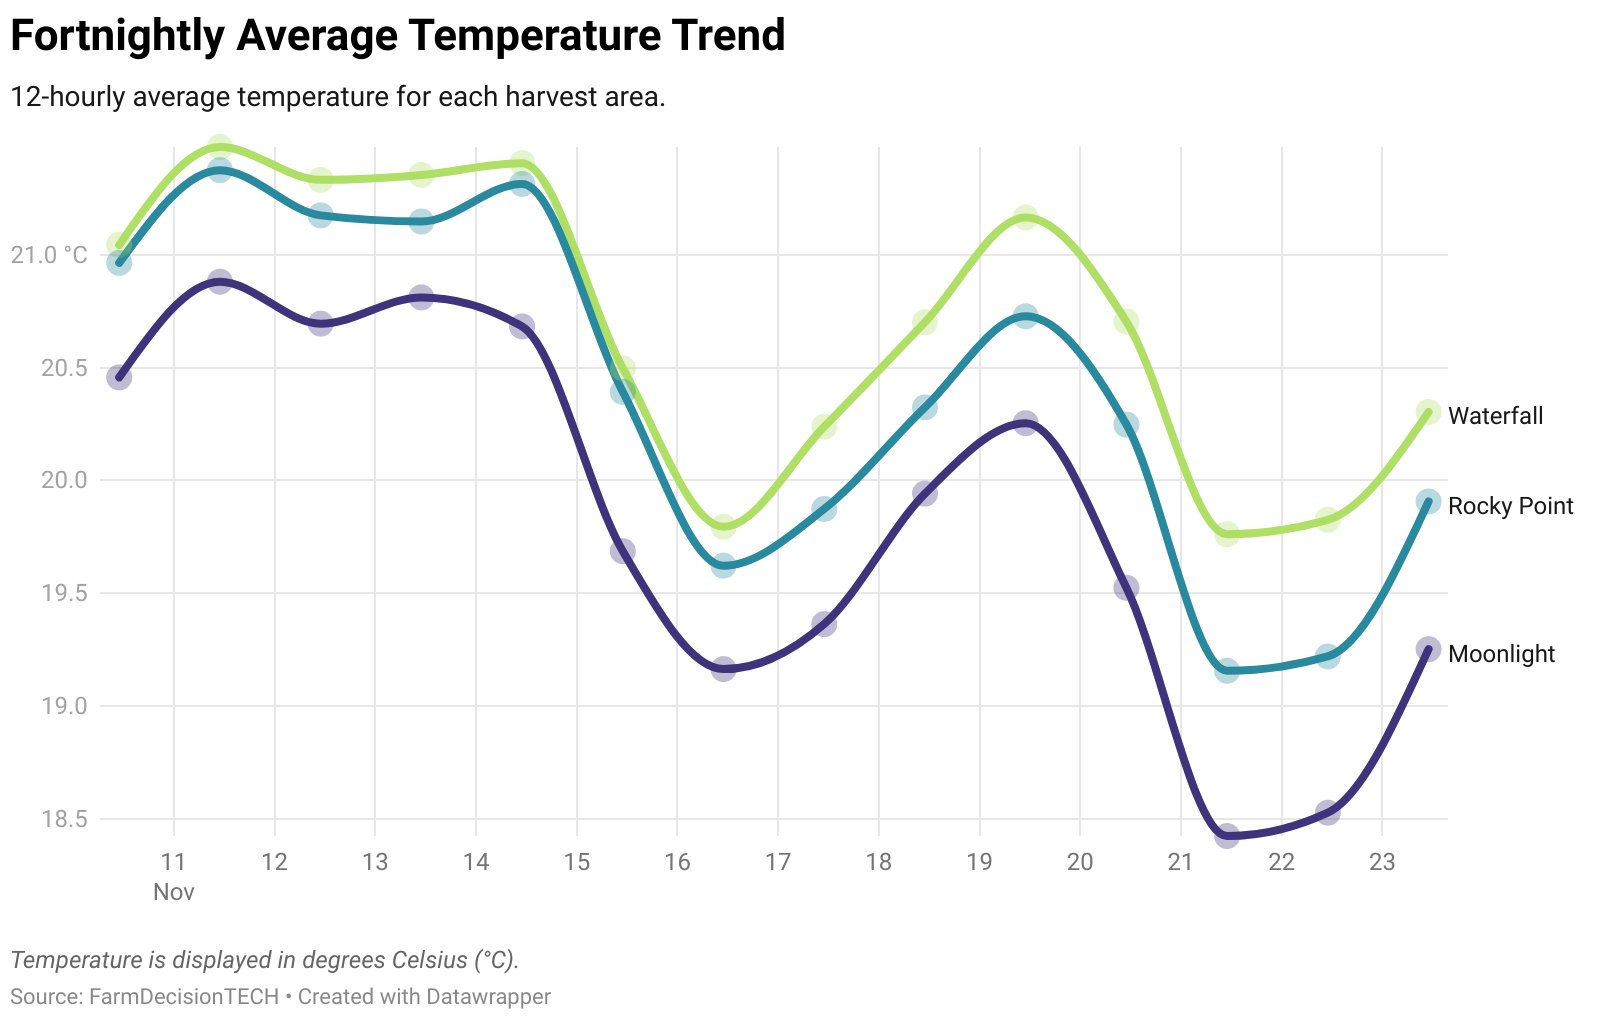 Fortnightly Average Temperature Trend
12-hourly average temperature for each harvest area.
21.0 °C
20.5
20.0
19.5
19.0
18.5
Waterfall
Rocky Point
Moonlight
11 12 13 14 15 16 17 18 19 20 21 22 23
Nov
Temperature is displayed in degrees Celsius (°C).
Source: FarmDecisionTECH • Created with Datawrapper